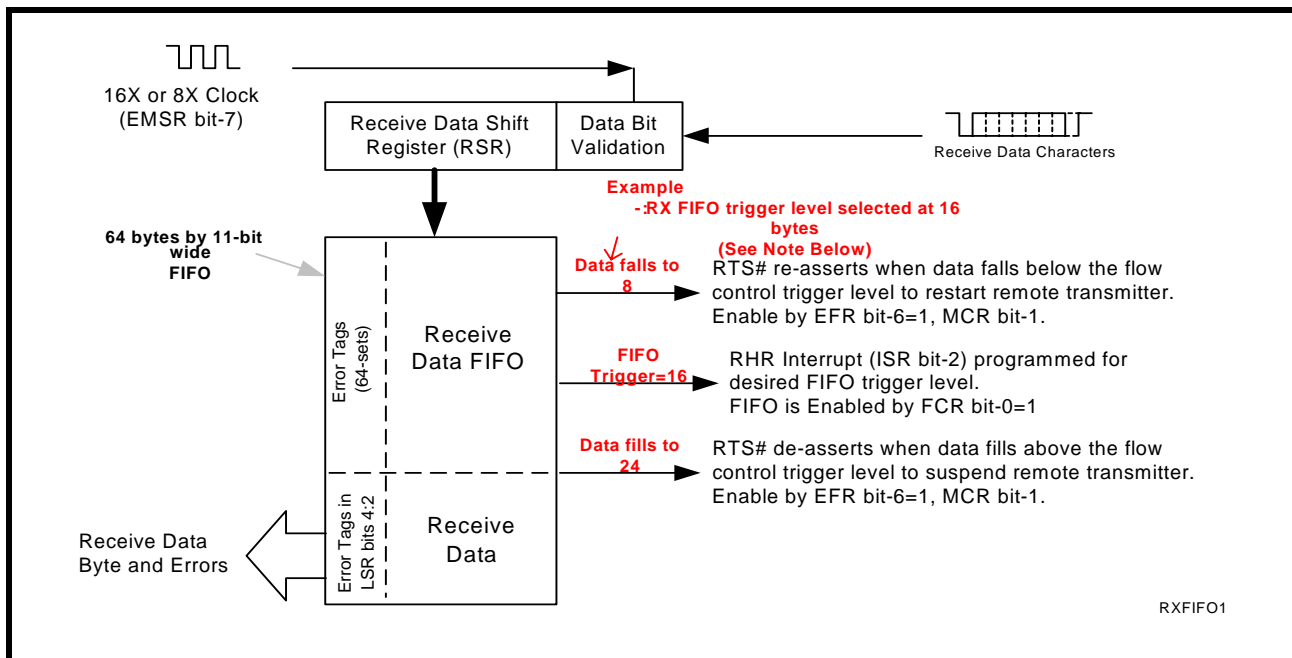 16X or 8X Clock
(EMSR bit-7)
Receive Data Shift
Register (RSR)
Data Bit
Validation
Receive Data Characters
Example
-:RX FIFO trigger level selected at 16
bytes
(See Note Below)
64 bytes by 11-bit
wide
FIFO
Data falls to
8
RTS# re-asserts when data falls below the flow
control trigger level to restart remote transmitter.
Enable by EFR bit-6=1, MCR bit-1.
Error Tags
(64-sets)
Receive
Data FIFO
FIFO
Trigger=16
RHR Interrupt (ISR bit-2) programmed for
desired FIFO trigger level.
FIFO is Enabled by FCR bit-0=1
Data fills to
24
RTS# de-asserts when data fills above the flow
control trigger level to suspend remote transmitter.
Enable by EFR bit-6=1, MCR bit-1.
Error Tags in
LSR bits 4:2
Receive
Data
Receive Data
Byte and Errors
RXFIFO1